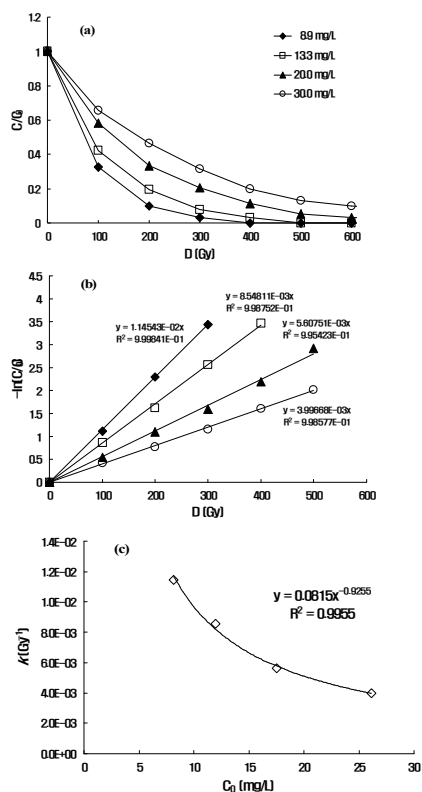 (a)
8.9 mg/L
13.3 mg/L
20.0 mg/L
30.0 mg/L
C/C₀
1.2
1
0.8
0.6
0.4
0.2
0
0 100 200 300 400 500 600
D (Gy)
(b)
y = 1.14543E-02x
R² = 9.99841E-01
y = 8.54811E-03x
R² = 9.98752E-01
y = 5.60751E-03x
R² = 9.95423E-01
y = 3.99668E-03x
R² = 9.98577E-01
4.5
4
3.5
3
2.5
2
1.5
1
0.5
0
0 100 200 300 400 500 600
D (Gy)
(c)
y = 0.0815x⁻⁰·⁹²⁵⁵
R² = 0.9955
k (Gy⁻¹)
1.4E-02
1.2E-02
1.0E-02
8.0E-03
6.0E-03
4.0E-03
2.0E-03
0.0E+00
0 5 10 15 20 25 30
C₀ (mg/L)